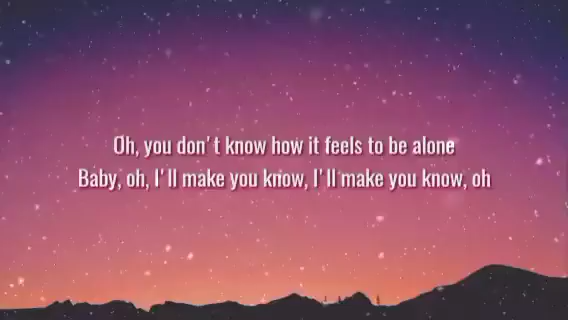 Oh, you don't know how it feels to be alone
Baby, oh, I'll make you know, I'll make you know, oh